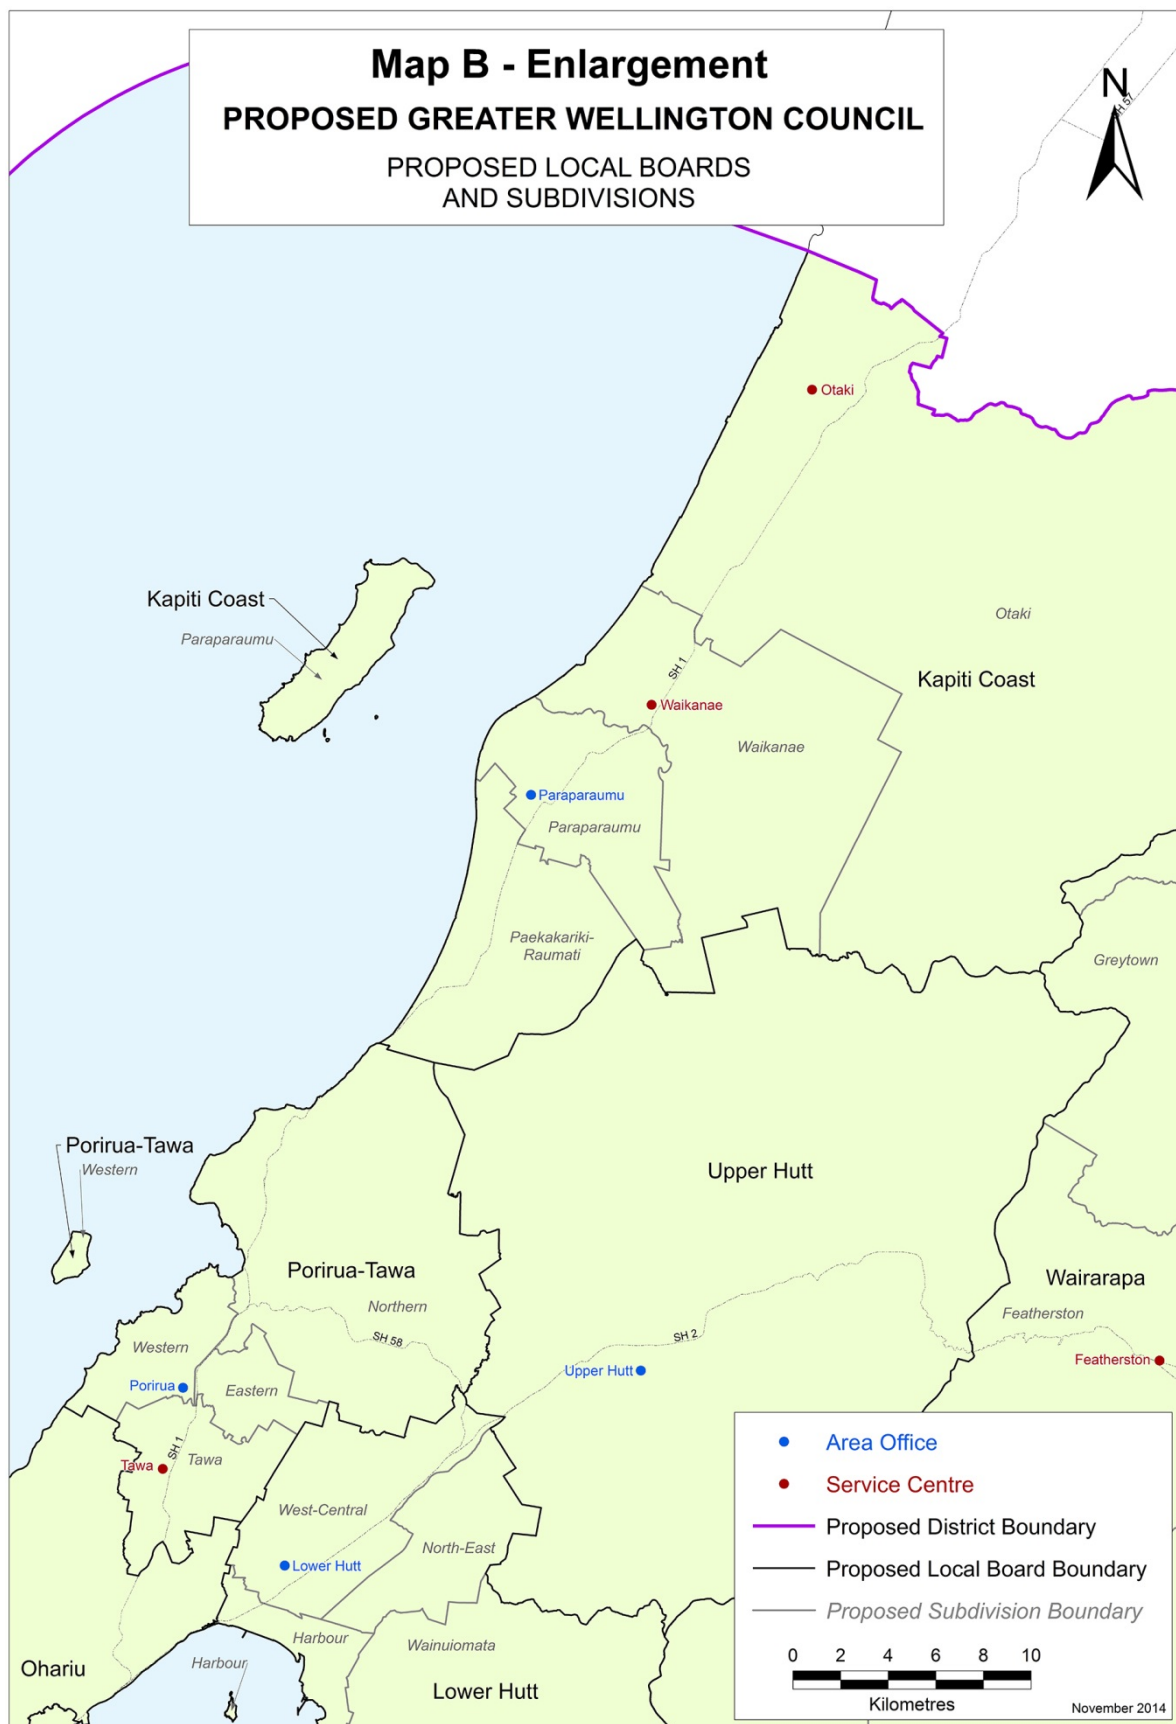 Map B - Enlargement
PROPOSED GREATER WELLINGTON COUNCIL
PROPOSED LOCAL BOARDS
AND SUBDIVISIONS
N
SH 57
Otaki
Kapiti Coast
Paraparaumu
Otaki
SH 1
Kapiti Coast
Waikanae
Waikanae
Paraparaumu
Paraparaumu
Paekakariki-
Raumati
Greytown
Porirua-Tawa
Western
Upper Hutt
Porirua-Tawa
Northern
Wairarapa
Featherston
SH 58
SH 2
Western
Featherston
Upper Hutt
Porirua
Eastern
SH 1
Tawa
Tawa
West-Central
North-East
Lower Hutt
Harbour
Wainuiomata
Harbour
Ohariu
Lower Hutt
Area Office
Service Centre
Proposed District Boundary
Proposed Local Board Boundary
Proposed Subdivision Boundary
0 2 4 6 8 10
Kilometres
November 2014